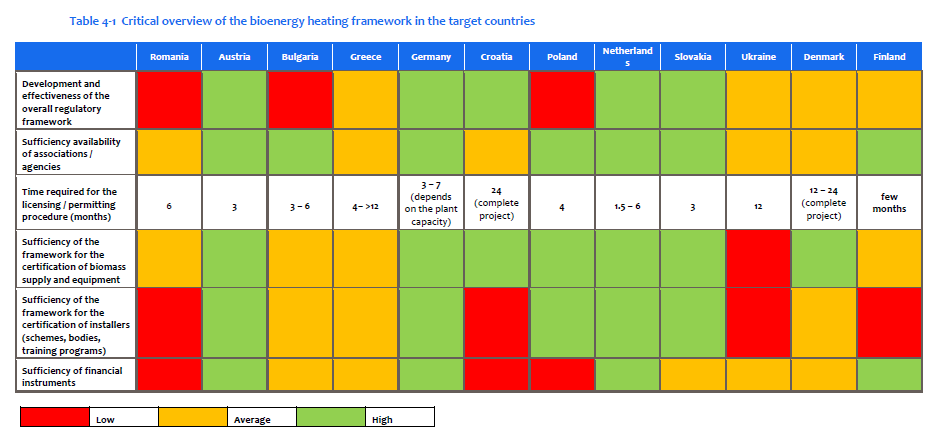 Table 4-1 Critical overview of the bioenergy heating framework in the target countries
Romania Austria Bulgaria Greece Germany Croatia Poland Netherland
s Slovakia Ukraine Denmark Finland
Development and
effectiveness of the
overall regulatory
framework
Sufficiency availability
of associations /
agencies
Time required for the
licensing / permitting
procedure (months)
6
3
3 – 6
4– >12
3 – 7
(depends
on the plant
capacity)
24
(complete
project)
4
1.5 – 6
3
12
12 – 24
(complete
project)
few
months
Sufficiency of the
framework for the
certification of biomass
supply and equipment
Sufficiency of the
framework for the
certification of installers
(schemes, bodies,
training programs)
Sufficiency of financial
instruments
Low Average High